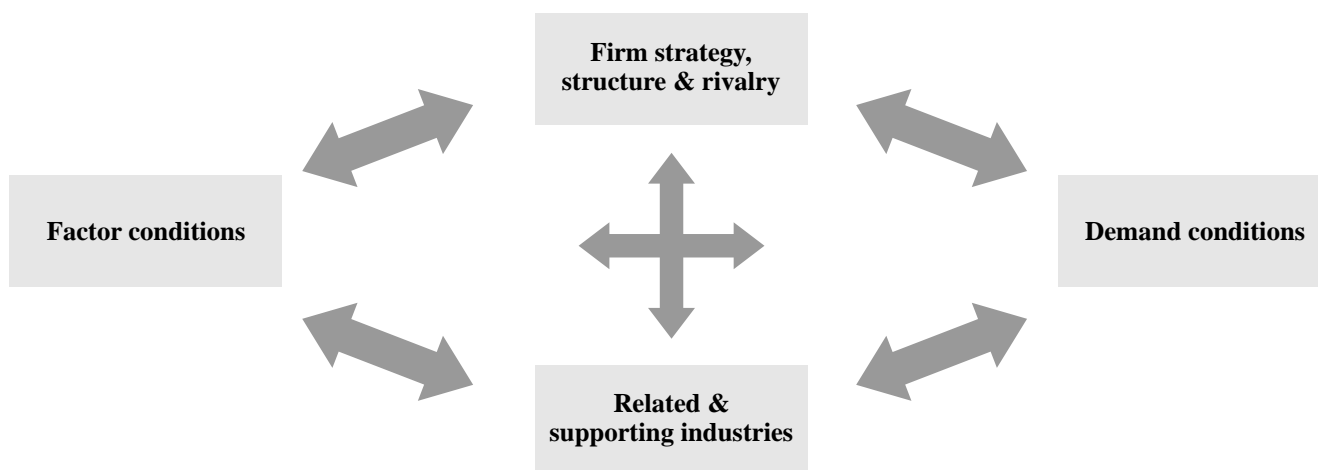 Firm strategy,
structure & rivalry
Factor conditions
Demand conditions
Related &
supporting industries